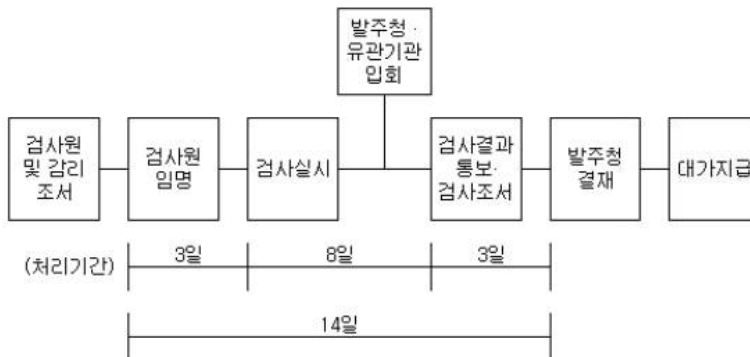 발주청·
유관기관
입회
검사원
및 감리
조서
검사원
임명
검사실시
검사결과
통보·
검사조서
발주청
결재
대가지급
(처리기간)
3일
8일
3일
14일